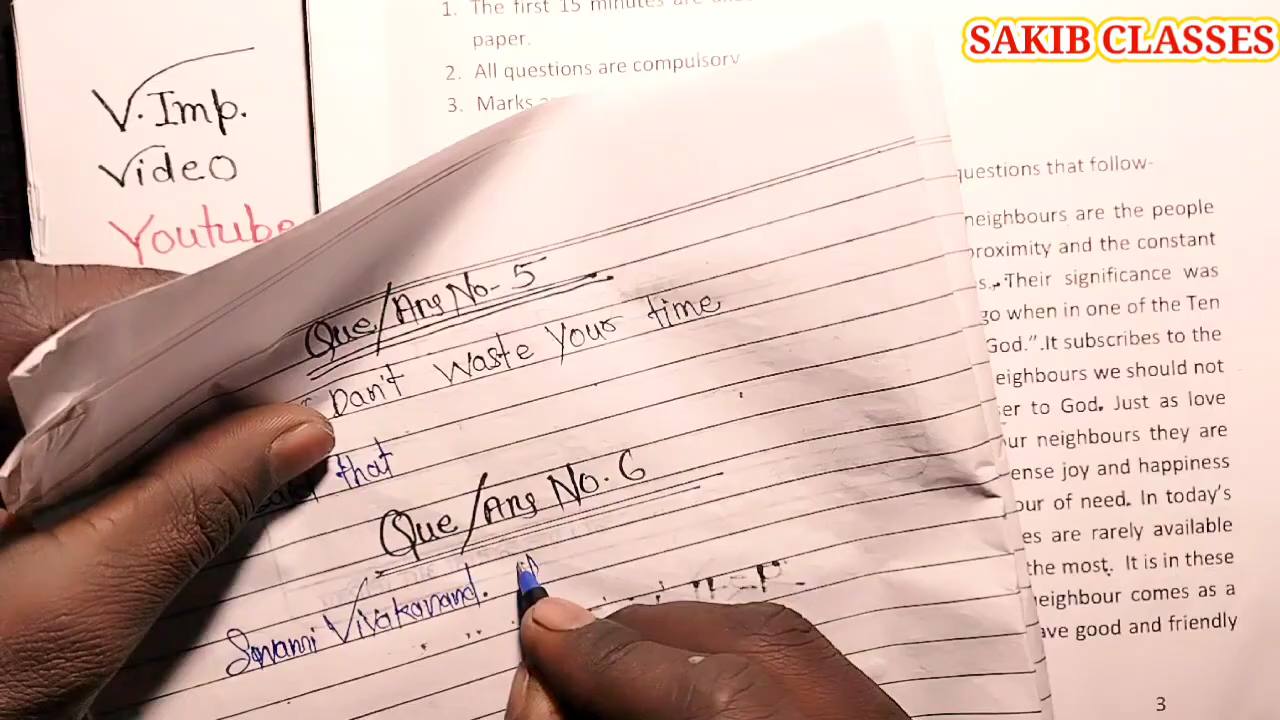 SAKIB CLASSES
V. Imp.
Video
Youtube
1. The first 15 minutes are
paper.
2. All questions are compulsory
3. Marks
questions that follow-
neighbours are the people
proximity and the constant
s. Their significance was
go when in one of the Ten
God.”.It subscribes to the
neighbours we should not
er to God. Just as love
our neighbours they are
ense joy and happiness
our of need. In today’s
es are rarely available
the most. It is in these
neighbour comes as a
ave good and friendly
3
Que/Ans No- 5
Dan't waste your time
that
Que/Ans No. 6
Swami Vivakanand.